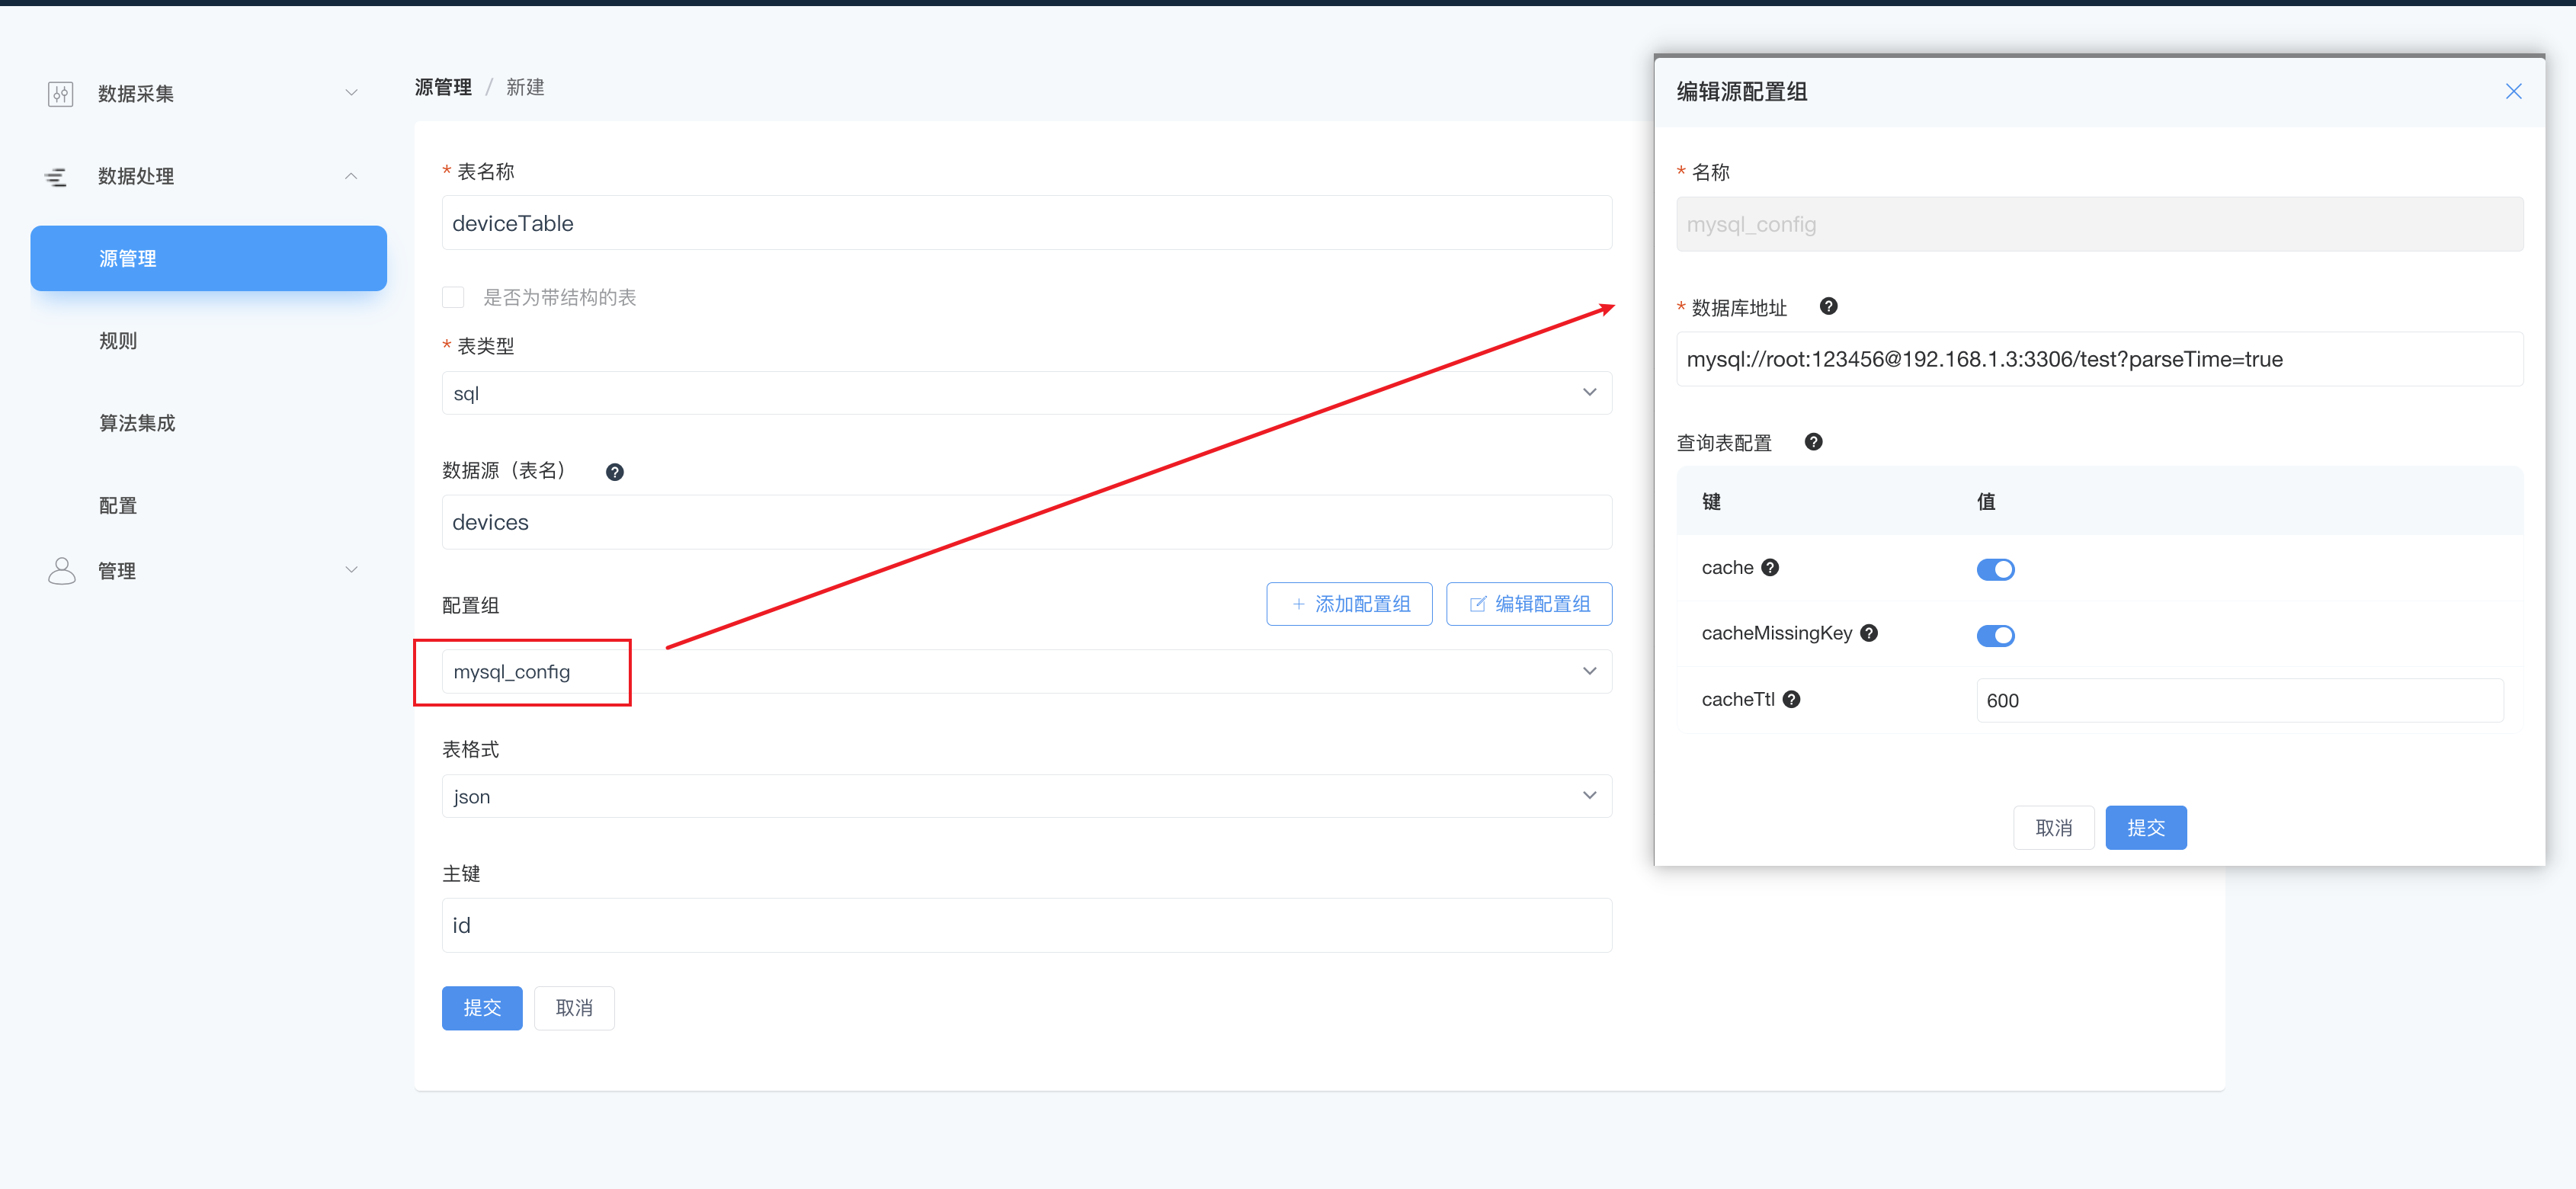 数据采集
数据处理
源管理
规则
算法集成
配置
管理
源管理 / 新建
* 表名称
deviceTable
是否为带结构的表
* 表类型
sql
数据源（表名） ?
devices
配置组
+ 添加配置组
编辑配置组
mysql_config
表格式
json
主键
id
提交
取消
编辑源配置组
* 名称
mysql_config
* 数据库地址 ?
mysql://root:123456@192.168.1.3:3306/test?parseTime=true
查询表配置 ?
键 值
cache ?
cacheMissingKey ?
cacheTtl ? 600
取消
提交